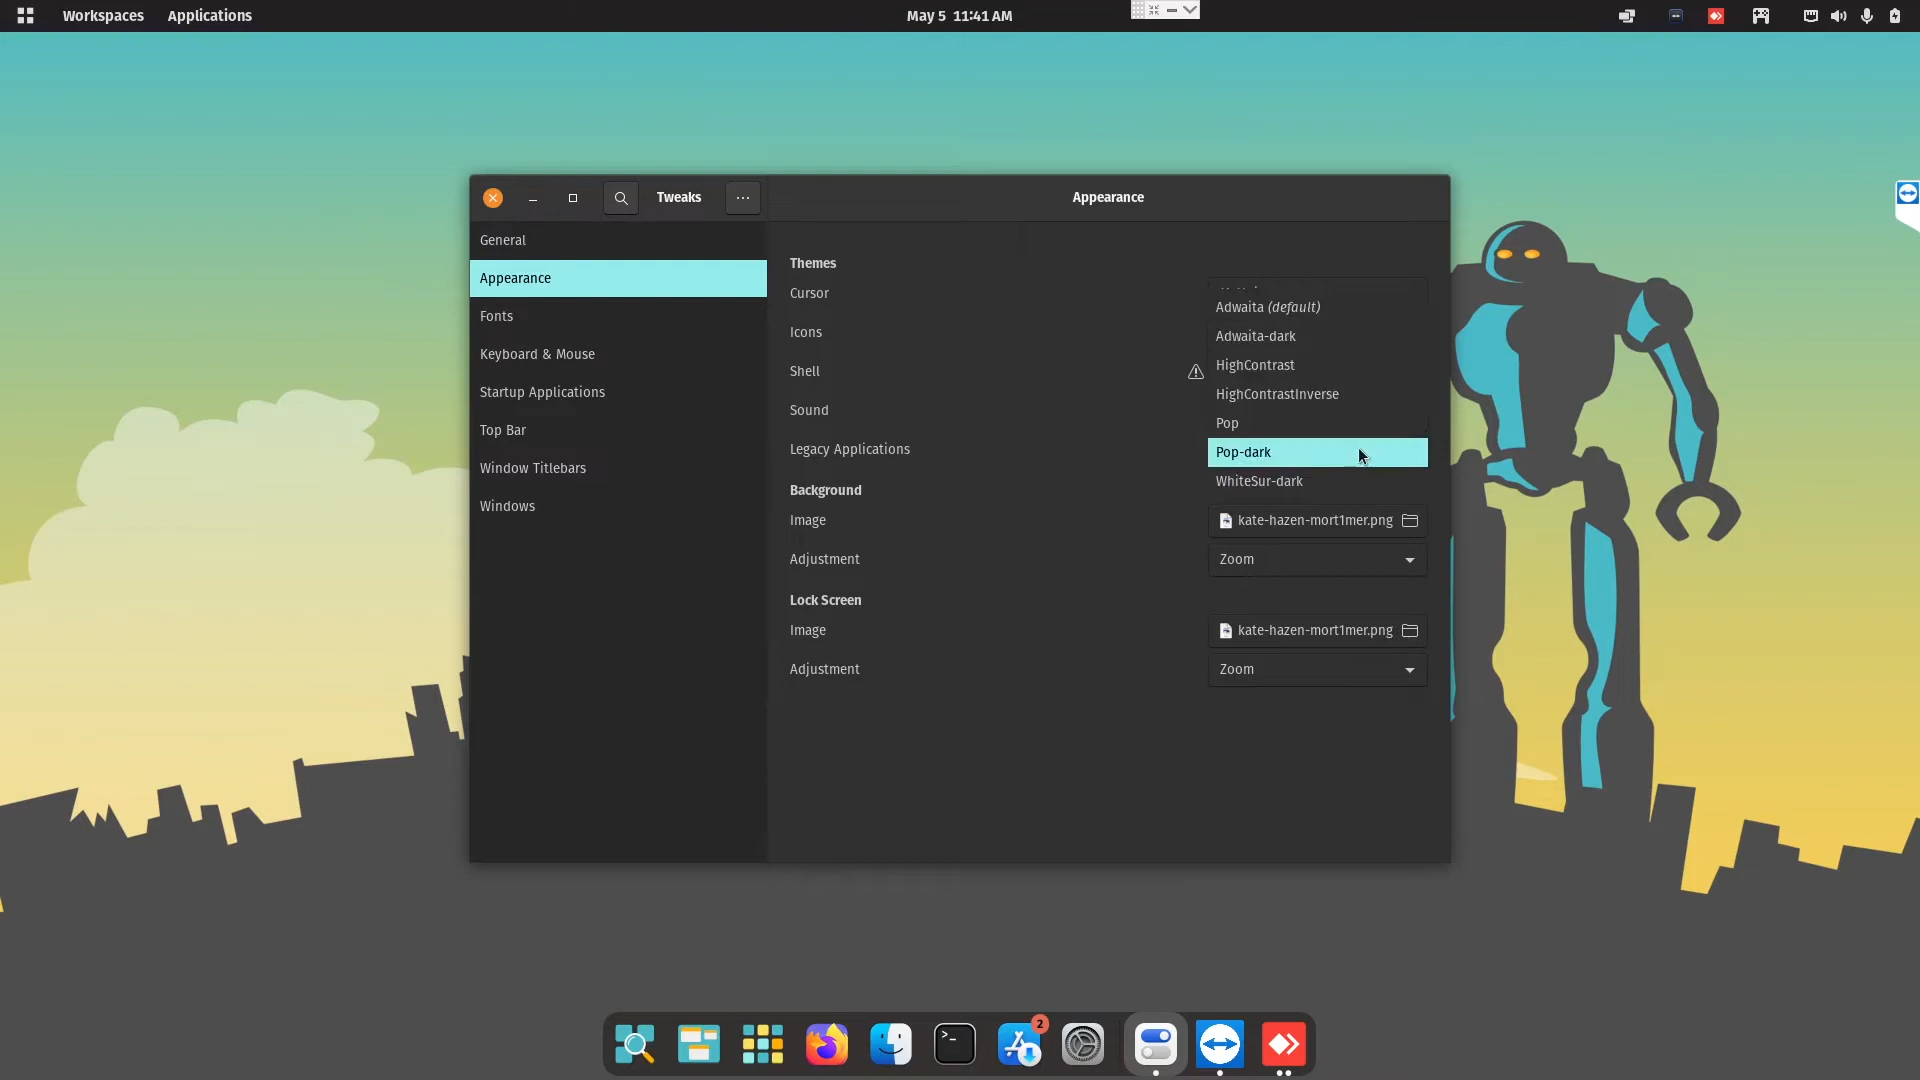 Workspaces Applications May 5 11:41 AM
Tweaks Appearance
General
Appearance
Fonts
Keyboard & Mouse
Startup Applications
Top Bar
Window Titlebars
Windows
Themes
Cursor
Icons
Shell
Sound
Legacy Applications
Adwaita (default)
Adwaita-dark
HighContrast
HighContrastInverse
Pop
Pop-dark
WhiteSur-dark
Background
Image kate-hazen-mort1mer.png
Adjustment Zoom
Lock Screen
Image kate-hazen-mort1mer.png
Adjustment Zoom
2